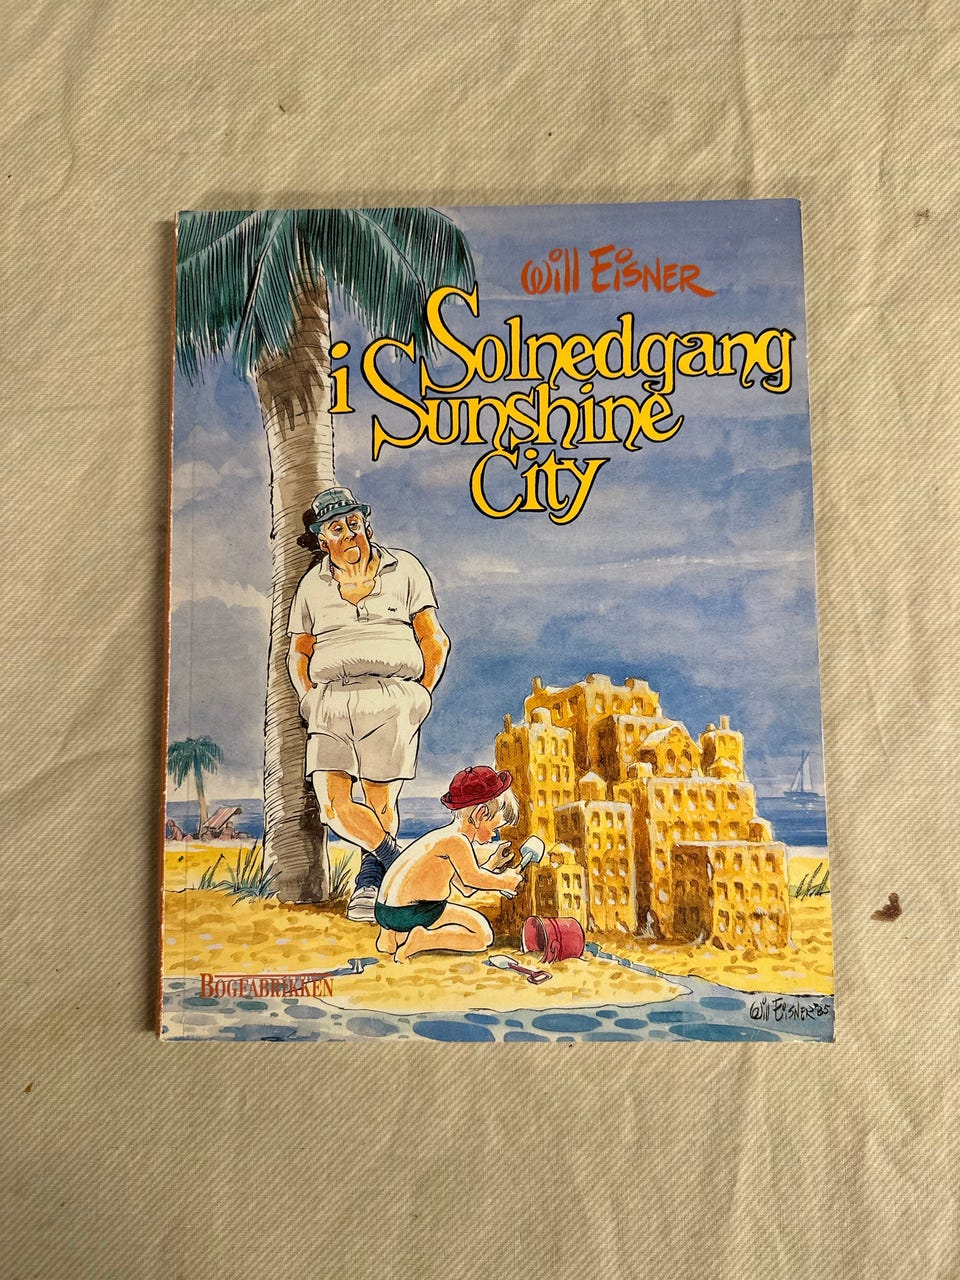 Will Eisner
Solnedgang
i Sunshine
City
BOGFABRIKKEN
Will Eisner '85